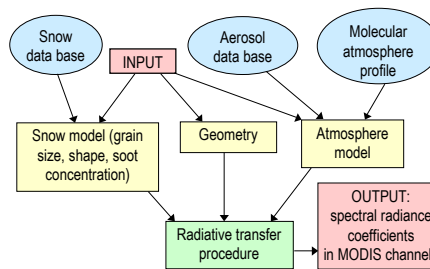 Snow
data base
INPUT
Aerosol
data base
Molecular
atmosphere
profile
Snow model (grain
size, shape, soot
concentration)
Geometry
Atmosphere
model
Radiative transfer
procedure
OUTPUT:
spectral radiance
coefficients
in MODIS channel